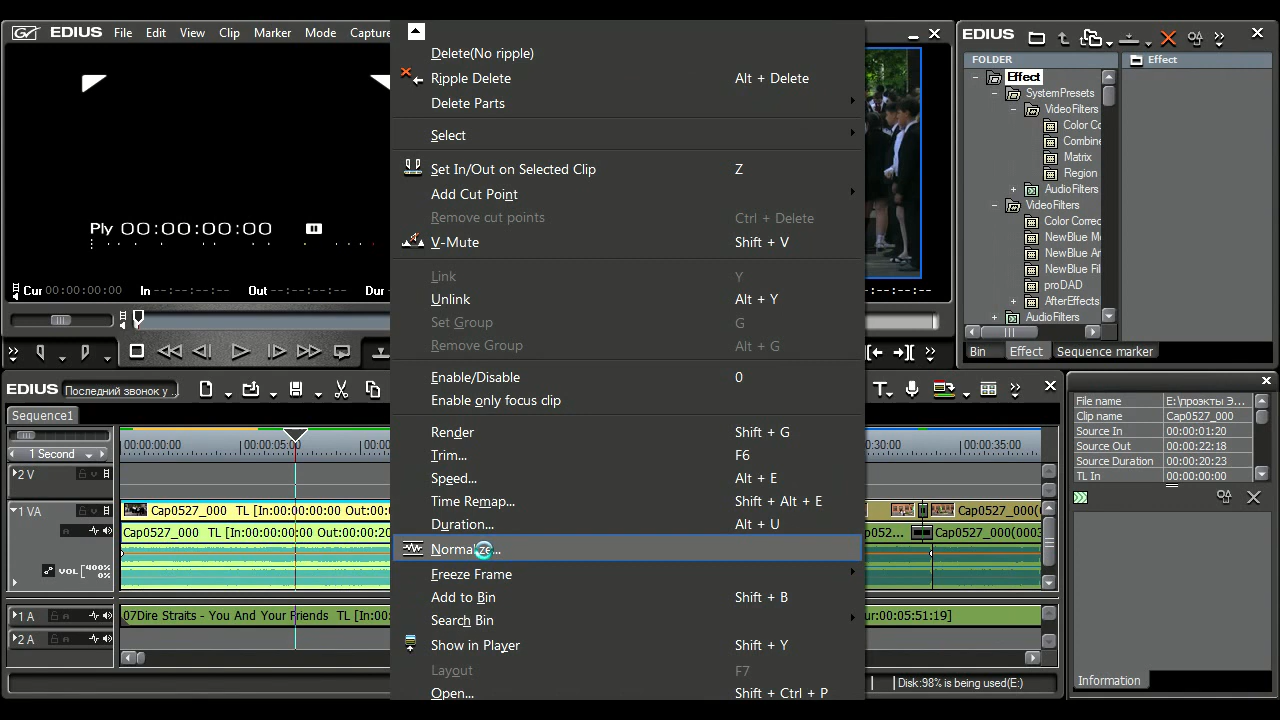 EDIUS File Edit View Clip Marker Mode Capture
Ply 00:00:00:00
Cur 00:00:00:00 In --:--:--:-- Out --:--:--:-- Dur
Delete(No ripple)
Ripple Delete Alt + Delete
Delete Parts
Select
Set In/Out on Selected Clip Z
Add Cut Point
Remove cut points Ctrl + Delete
V-Mute Shift + V
Link Y
Unlink Alt + Y
Set Group G
Remove Group Alt + G
Enable/Disable 0
Enable only focus clip
Render Shift + G
Trim... F6
Speed... Alt + E
Time Remap... Shift + Alt + E
Duration... Alt + U
Normalize...
Freeze Frame
Add to Bin Shift + B
Search Bin
Show in Player Shift + Y
Layout F7
Open... Shift + Ctrl + P
EDIUS
FOLDER
Effect
SystemPresets
VideoFilters
Color Co
Combine
Matrix
Region
AudioFilters
VideoFilters
Color Correc
NewBlue Mo
NewBlue Ar
NewBlue Fil
proDAD
AfterEffects
AudioFilters
Effect
Bin Effect Sequence marker
EDIUS Последний звонок у ...
Sequence1
1 Second
00:00:00:00 00:00:05:00 00:00 00:30:00 00:00:35:00
2 V
1 VA
Cap0527_000 TL [In:00:00:00:00 Out:00: Cap0527_000(0
Cap0527_000 TL [In:00:00:00:00 Out:00:00:20 p052... Cap0527_000(0003
VOL [400% 0%
1 A 07Dire Straits - You And Your Friends TL [In:00:00:00:00 ur:00:05:51:19]
2 A
Disk:98% is being used(E:)
File name E:\проекты Э...
Clip name Cap0527_000
Source In 00:00:01:20
Source Out 00:00:22:18
Source Duration 00:00:20:23
TL In 00:00:00:00
Information